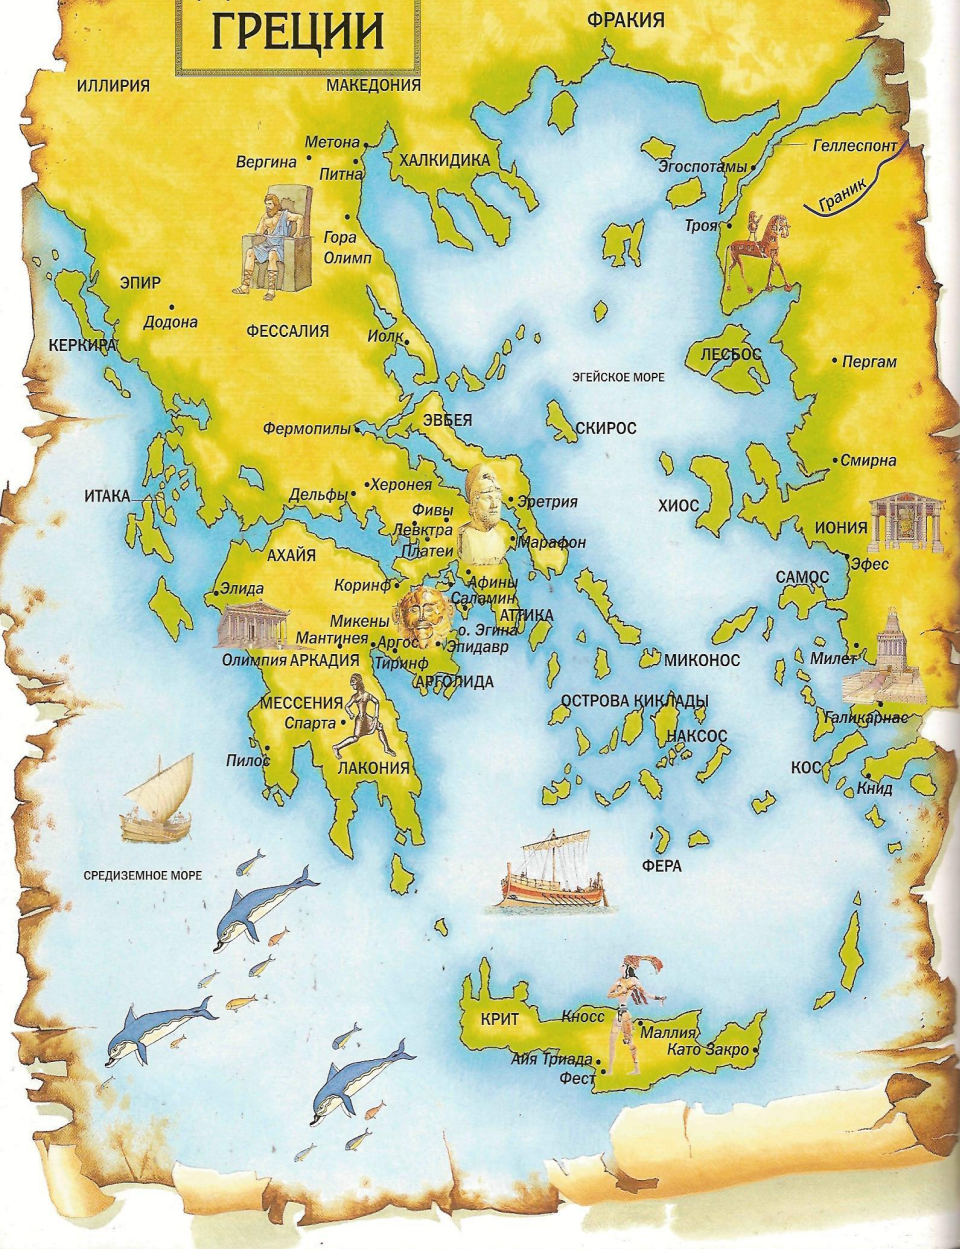 ГРЕЦИИ
ФРАКИЯ
ИЛЛИРИЯ
МАКЕДОНИЯ
Метона
Вергина
Питна
ХАЛКИДИКА
Геллеспонт
Эгоспотамы
Граник
Троя
Гора
Олимп
ЭПИР
Додона
ФЕССАЛИЯ
Иолк
КЕРКИРА
ЛЕСБОС
Пергам
ЭГЕЙСКОЕ МОРЕ
ЭВБЕЯ
СКИРОС
Фермопилы
Смирна
Херонея
Дельфы
ИТАКА
Эретрия
ХИОС
Фивы
Левктра
Платеи
ИОНИЯ
Марафон
АХАЙЯ
Эфес
САМОС
Элида
Коринф
Афины
Саламин
АТТИКА
Микены
о. Эгина
Мантинея
Аргос
Эпидавр
Олимпия
АРКАДИЯ
Тиринф
МИКОНОС
Милет
АРГОЛИДА
МЕССЕНИЯ
ОСТРОВА КИКЛАДЫ
Спарта
Галикарнас
НАКСОС
Пилос
ЛАКОНИЯ
КОС
Книд
ФЕРА
СРЕДИЗЕМНОЕ МОРЕ
КРИТ
Кносс
Маллия
Като Закро
Айя Триада
Фест